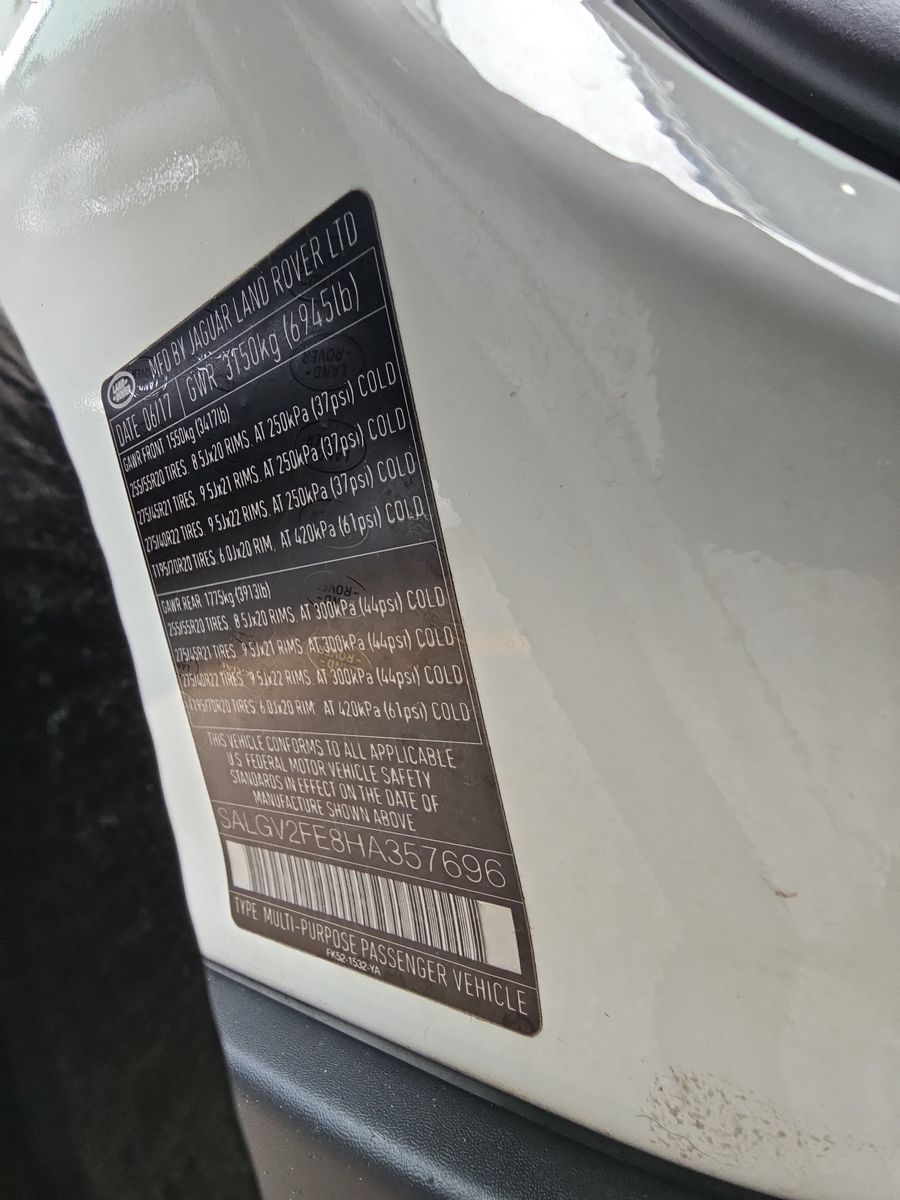 LAND ROVER MFD BY JAGUAR LAND ROVER LTD
DATE 06/17 GWR 3150kg (6945lb)
GAWR FRONT 1550kg (3417lb)
255/55R20 TIRES. 8.5Jx20 RIMS. AT 250kPa (37psi) COLD
275/45R21 TIRES. 9.5Jx21 RIMS. AT 250kPa (37psi) COLD
275/40R22 TIRES. 9.5Jx22 RIMS. AT 250kPa (37psi) COLD
T195/70R20 TIRES. 6.0Jx20 RIM. AT 420kPa (61psi) COLD
GAWR REAR 1775kg (3913lb)
255/55R20 TIRES. 8.5Jx20 RIMS. AT 300kPa (44psi) COLD
275/45R21 TIRES. 9.5Jx21 RIMS. AT 300kPa (44psi) COLD
275/40R22 TIRES. 9.5Jx22 RIMS. AT 300kPa (44psi) COLD
T195/70R20 TIRES. 6.0Jx20 RIM. AT 420kPa (61psi) COLD
THIS VEHICLE CONFORMS TO ALL APPLICABLE
U.S FEDERAL MOTOR VEHICLE SAFETY
STANDARDS IN EFFECT ON THE DATE OF
MANUFACTURE SHOWN ABOVE
SALGV2FE8HA357696
TYPE MULTI-PURPOSE PASSENGER VEHICLE
FK52-1532-YA